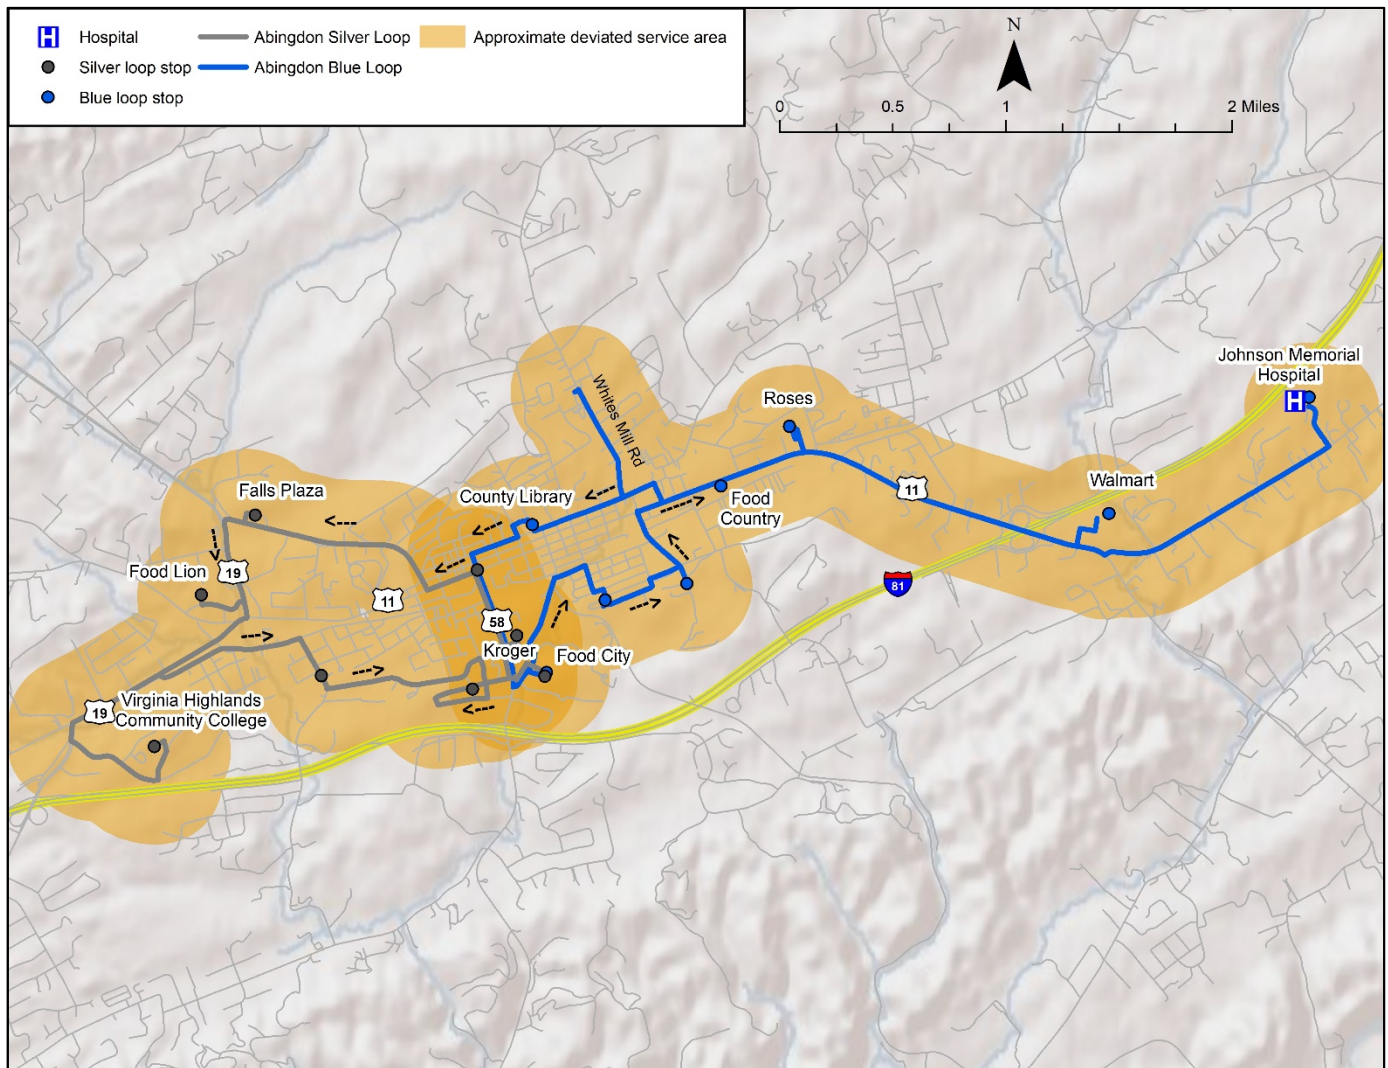 Hospital
Abingdon Silver Loop
Approximate deviated service area
Silver loop stop
Abingdon Blue Loop
Blue loop stop
N
0 0.5 1 2 Miles
Johnson Memorial
Hospital
H
Whites Mill Rd
Roses
Walmart
11
Food
Country
County Library
Falls Plaza
Food Lion
19
11
81
58
Kroger
Food City
19
Virginia Highlands
Community College